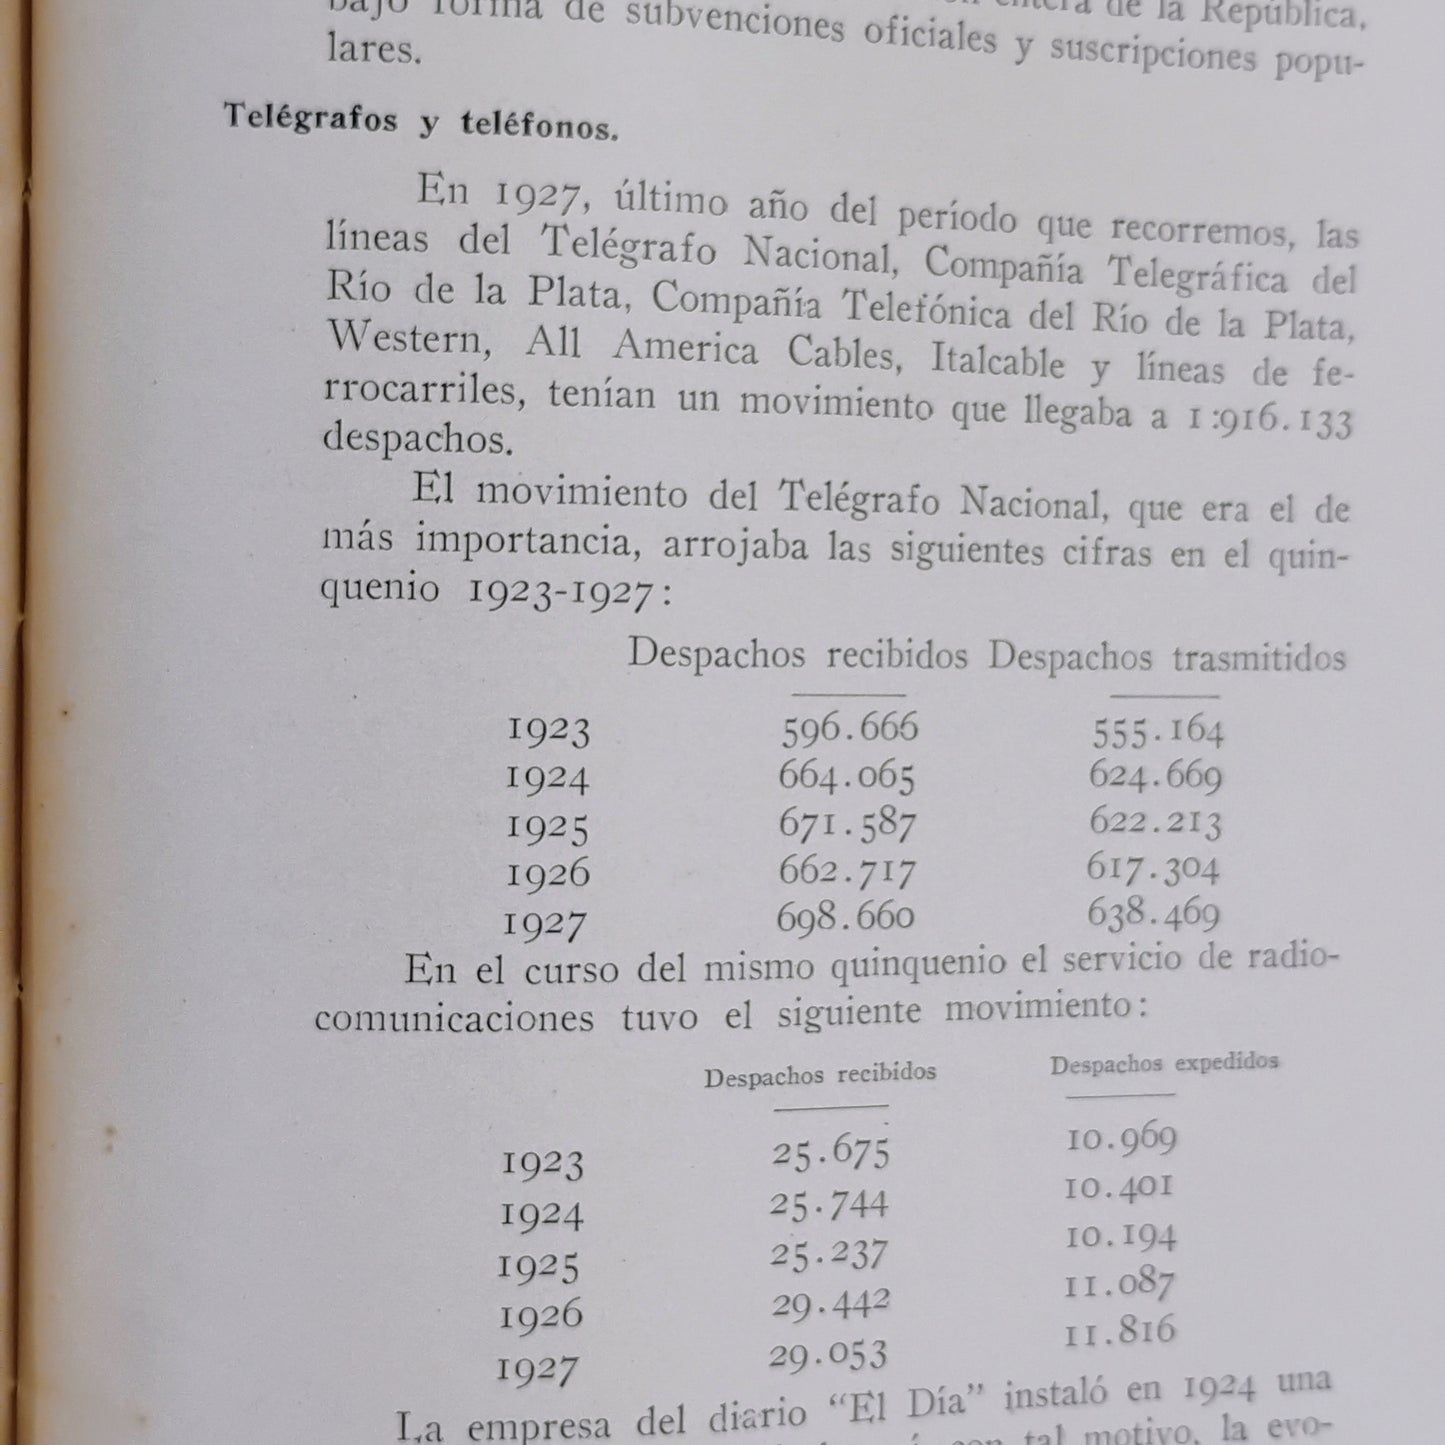 bajo forma de subvenciones oficiales y suscripciones popu-
de la República,
lares.
Telégrafos y teléfonos.
En 1927, último año del período que recorremos, las
líneas del Telégrafo Nacional, Compañía Telegráfica del
Río de la Plata, Compañía Telefónica del Río de la Plata,
Western, All America Cables, Italcable y líneas de fe-
rrocarriles, tenían un movimiento que llegaba a 1:916.133
despachos.
El movimiento del Telégrafo Nacional, que era el de
más importancia, arrojaba las siguientes cifras en el quin-
quenio 1923-1927:
Despachos recibidos Despachos trasmitidos
1923 596.666 555.164
1924 664.065 624.669
1925 671.587 622.213
1926 662.717 617.304
1927 698.660 638.469
En el curso del mismo quinquenio el servicio de radio-
comunicaciones tuvo el siguiente movimiento:
Despachos recibidos Despachos expedidos
1923 25.675 10.969
1924 25.744 10.401
1925 25.237 10.194
1926 29.442 11.087
1927 29.053 11.816
La empresa del diario "El Día" instaló en 1924 una
con tal motivo, la evo-